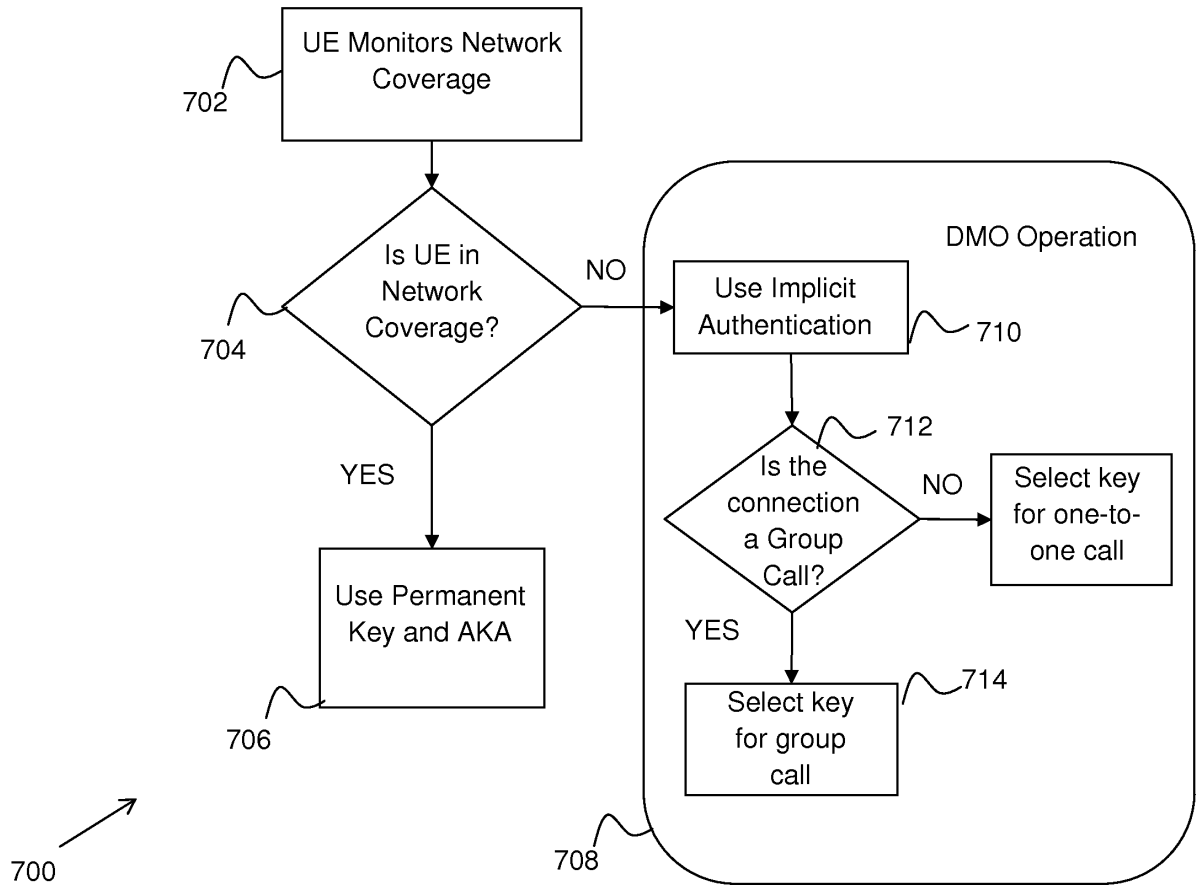 UE Monitors Network
Coverage
702
Is UE in
Network
Coverage?
704
NO
YES
Use Permanent
Key and AKA
706
DMO Operation
Use Implicit
Authentication
710
712
Is the
connection
a Group
Call?
NO
Select key
for one-to-
one call
YES
714
Select key
for group
call
708
700